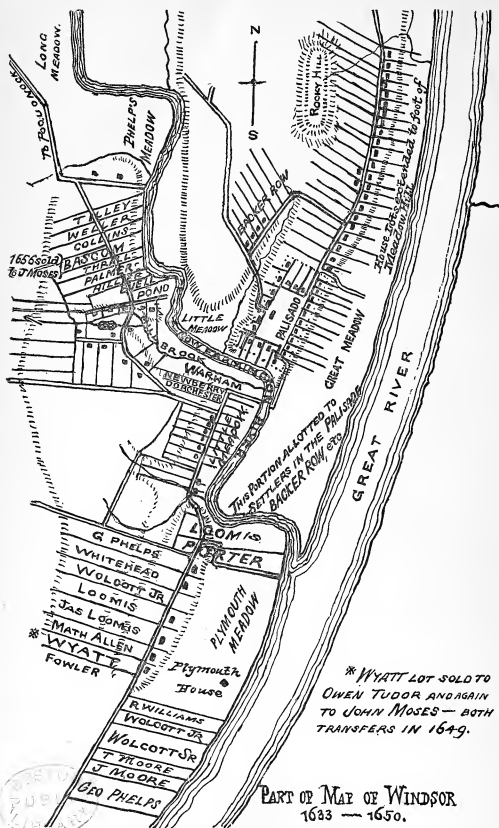 LONG
MEADOW.
TO POQUONOCK
PHELP'S
MEADOW
N
S
ROCKY HILL
House lots extended to foot of
Meadow Hill
BACKER ROW
TILLEY
WELLER
COLLINS
BASCOM
THRALL
PALMER
1656 sold
to J MOSES
HILL
POND
LITTLE
MEADOW
PALISADO
GREAT MEADOW
BROOK
WARHAM
NEWBERRY
DORCHESTER
RIVER
GREAT RIVER
THIS PORTION ALLOTTED TO
SETTLERS IN THE PALISADE
BACKER ROW, etc
LOOMIS
PORTER
G PHELPS
WHITEHEAD
WOLCOTT JR
LOOMIS
JAS LOOMIS
MATH ALLEN
* WYATT
FOWLER
PLYMOUTH
MEADOW
Plymouth
House
R. WILLIAMS
WOLCOTT JR
WOLCOTT SR
T MOORE
J MOORE
GEO PHELPS
* WYATT LOT SOLD TO
OWEN TUDOR AND AGAIN
TO JOHN MOSES — BOTH
TRANSFERS IN 1649.
PART OF MAP OF WINDSOR
1633 — 1650.